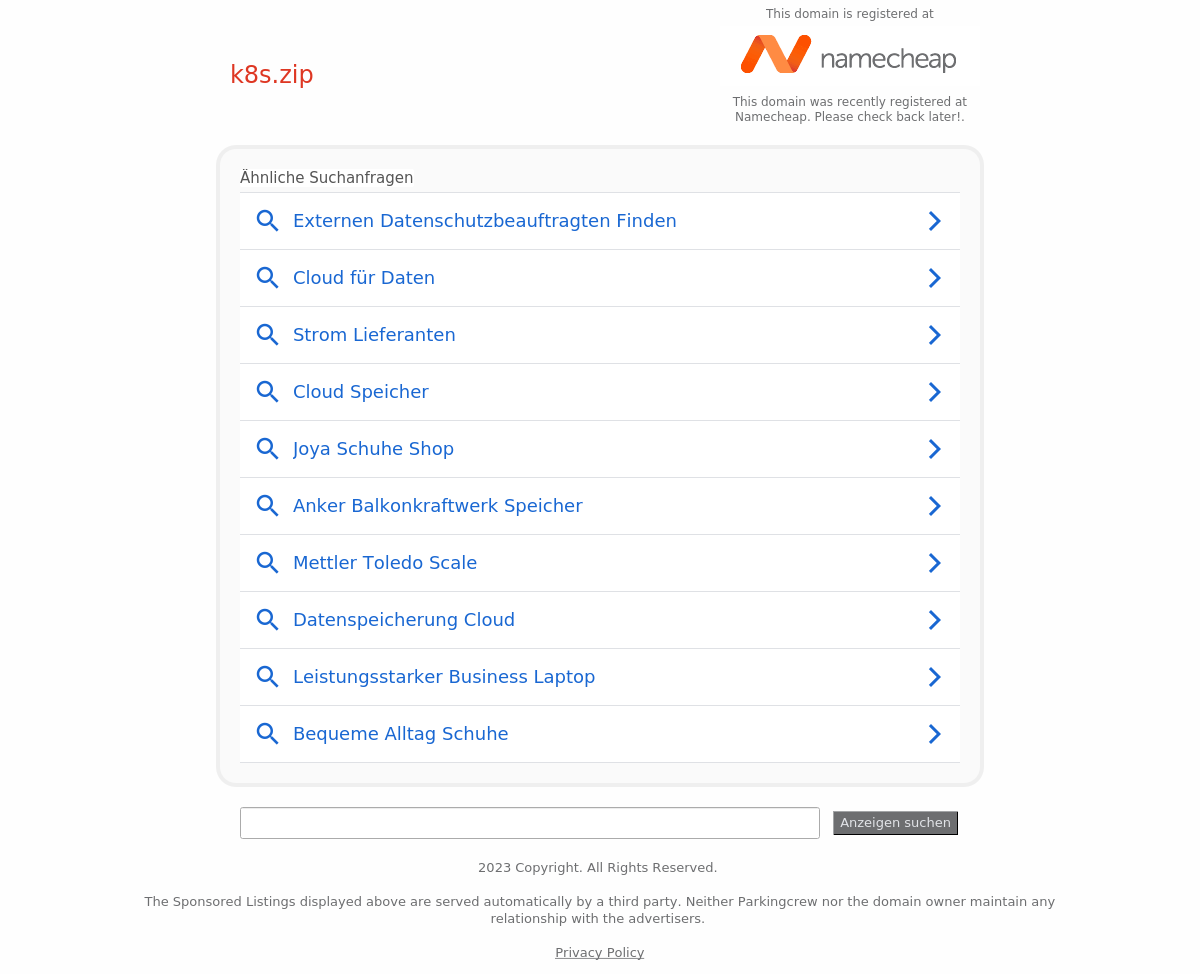 This domain is registered at
namecheap
k8s.zip
This domain was recently registered at
Namecheap. Please check back later!.
Ähnliche Suchanfragen
Externen Datenschutzbeauftragten Finden
Cloud für Daten
Strom Lieferanten
Cloud Speicher
Joya Schuhe Shop
Anker Balkonkraftwerk Speicher
Mettler Toledo Scale
Datenspeicherung Cloud
Leistungsstarker Business Laptop
Bequeme Alltag Schuhe
Anzeigen suchen
2023 Copyright. All Rights Reserved.
The Sponsored Listings displayed above are served automatically by a third party. Neither Parkingcrew nor the domain owner maintain any
relationship with the advertisers.
Privacy Policy